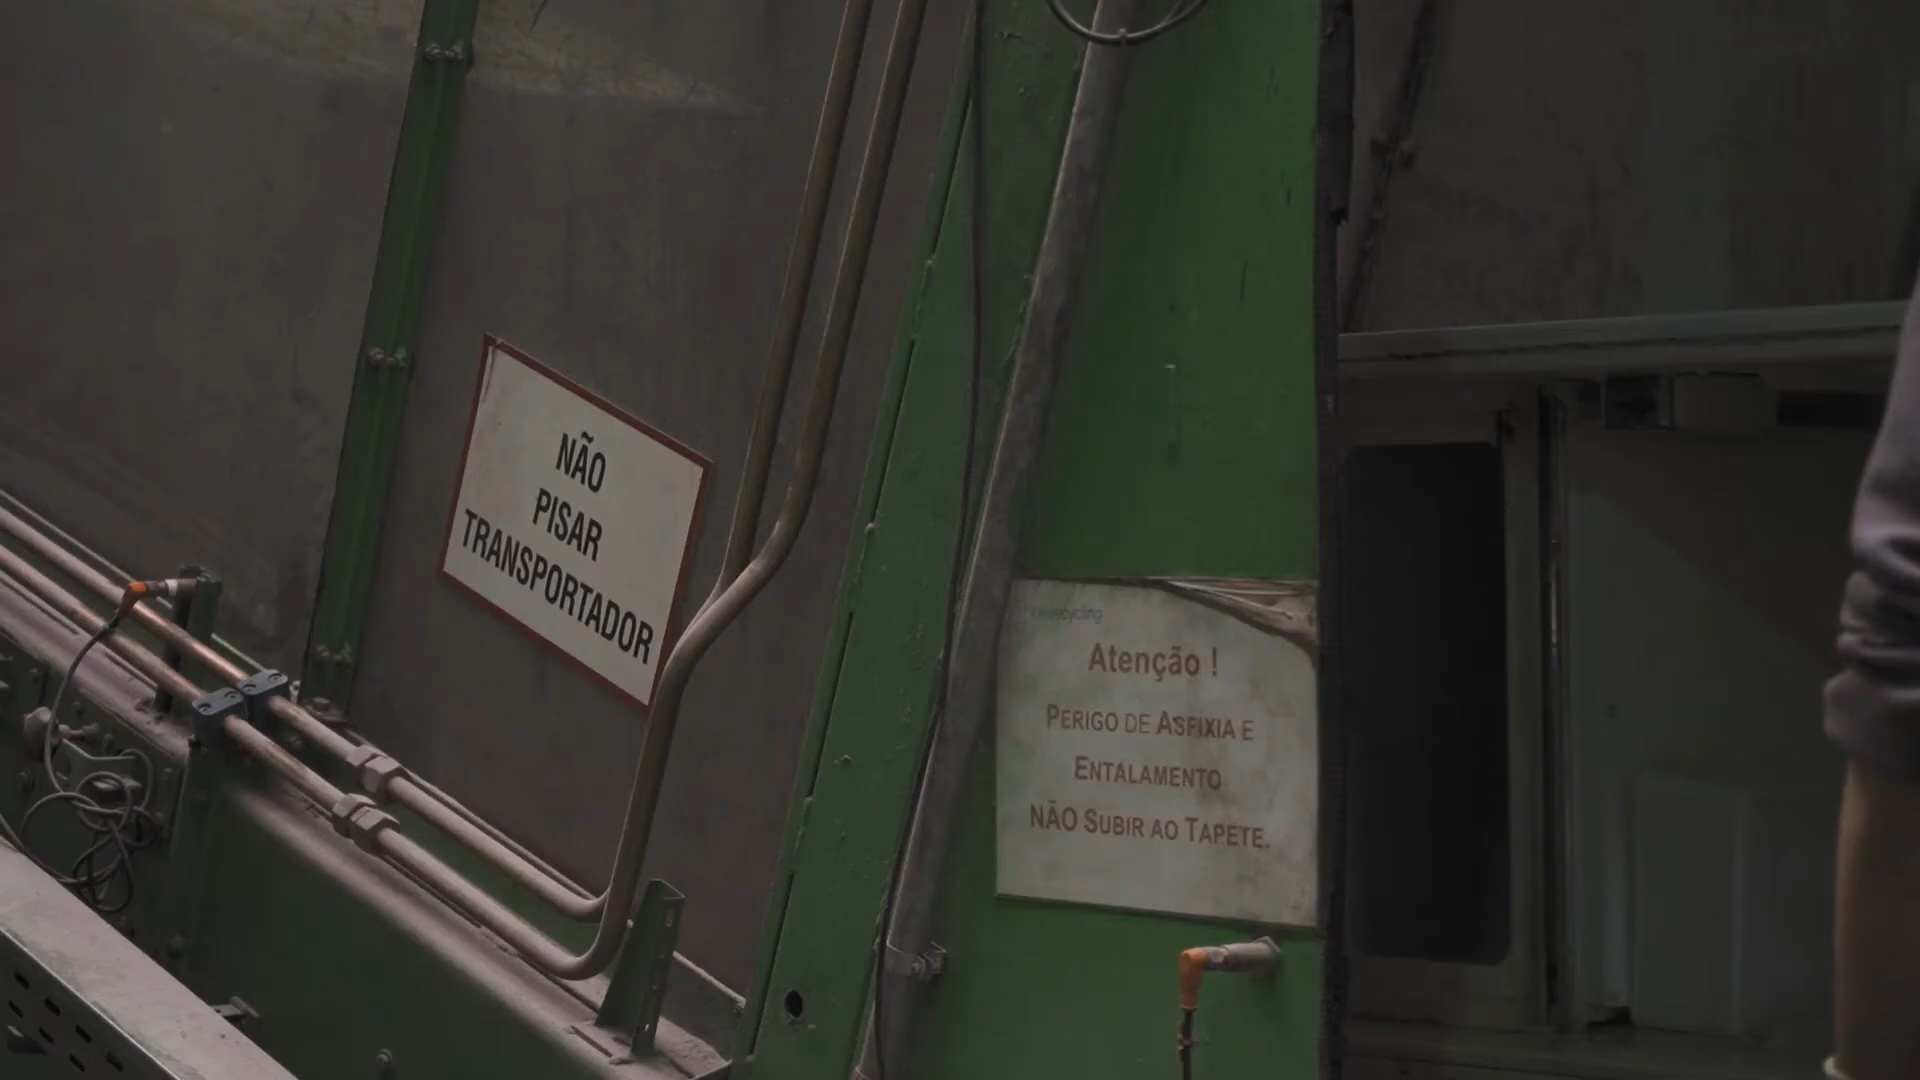 NÃO
PISAR
TRANSPORTADOR
Atenção !
PERIGO DE ASFIXIA E
ENTALAMENTO
NÃO SUBIR AO TAPETE.